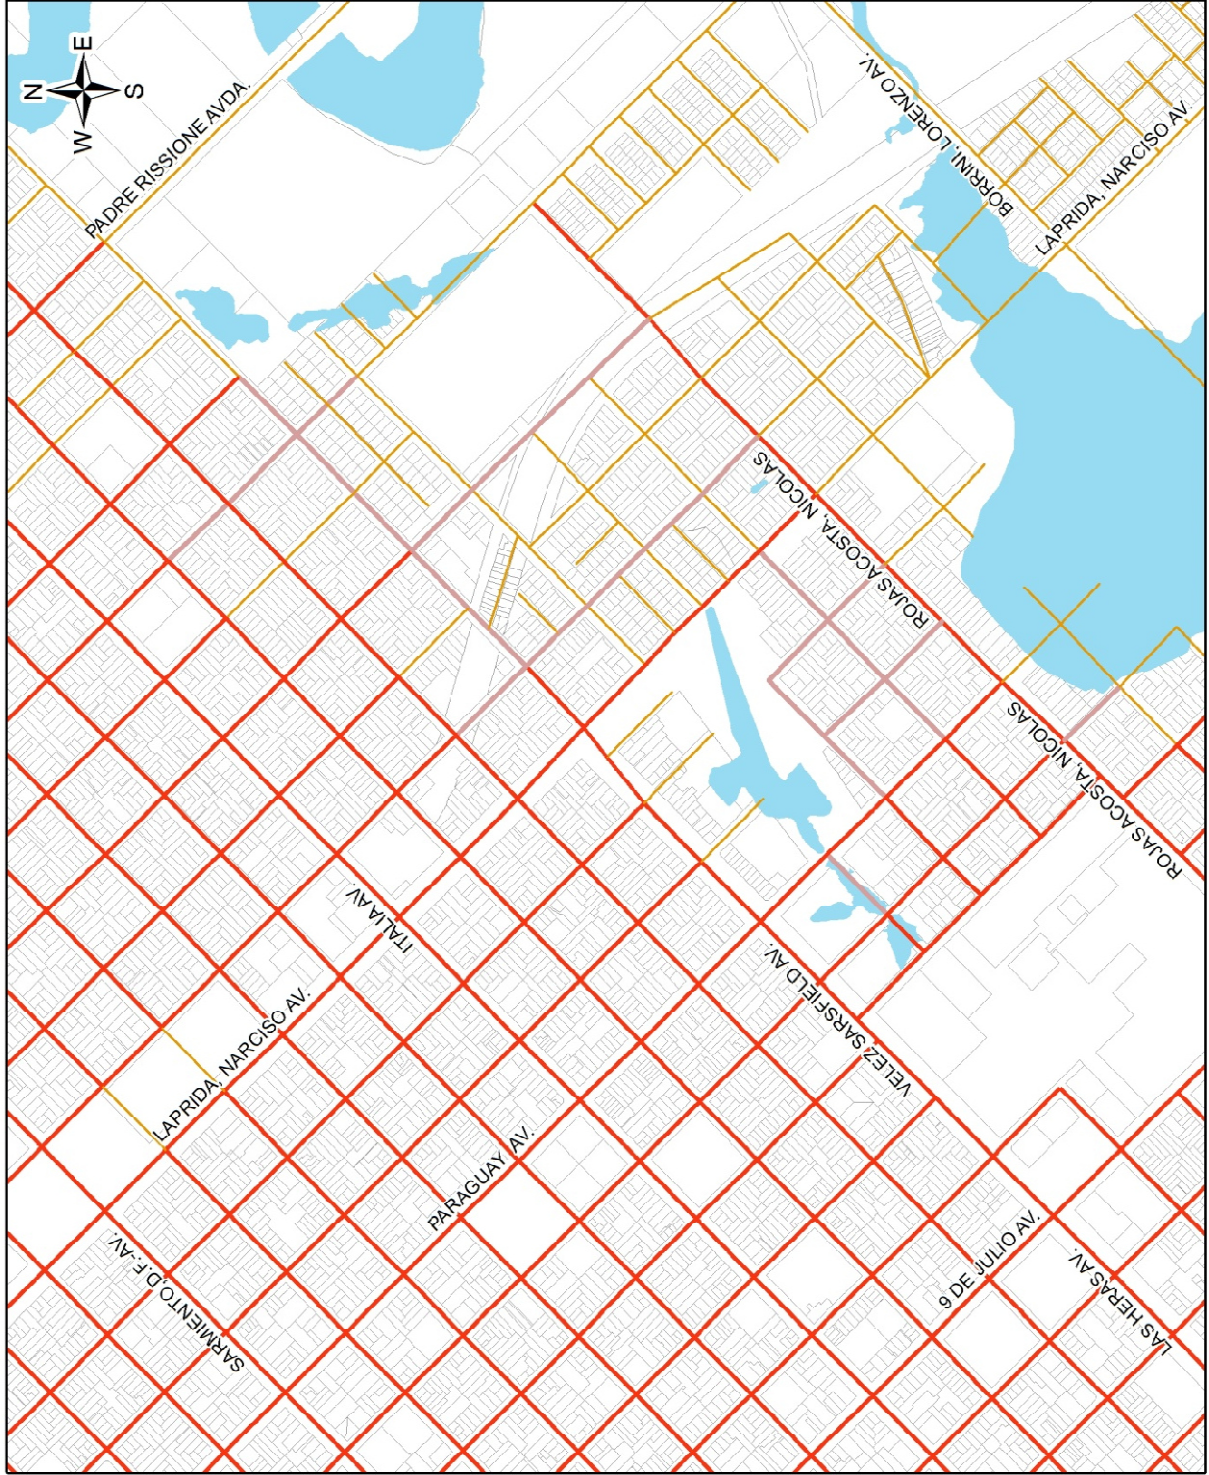 N
W E
S
PADRE RISSIONE AVDA.
BORRINI, LORENZO AV.
LAPRIDA, NARCISO AV.
ROJAS ACOSTA, NICOLAS
ROJAS ACOSTA, NICOLAS
ITALIA AV
VELEZ SARSFIELD AV.
LAPRIDA, NARCISO AV.
PARAGUAY AV.
SARMIENTO,D.F.-AV.
9 DE JULIO AV.
LAS HERAS AV.